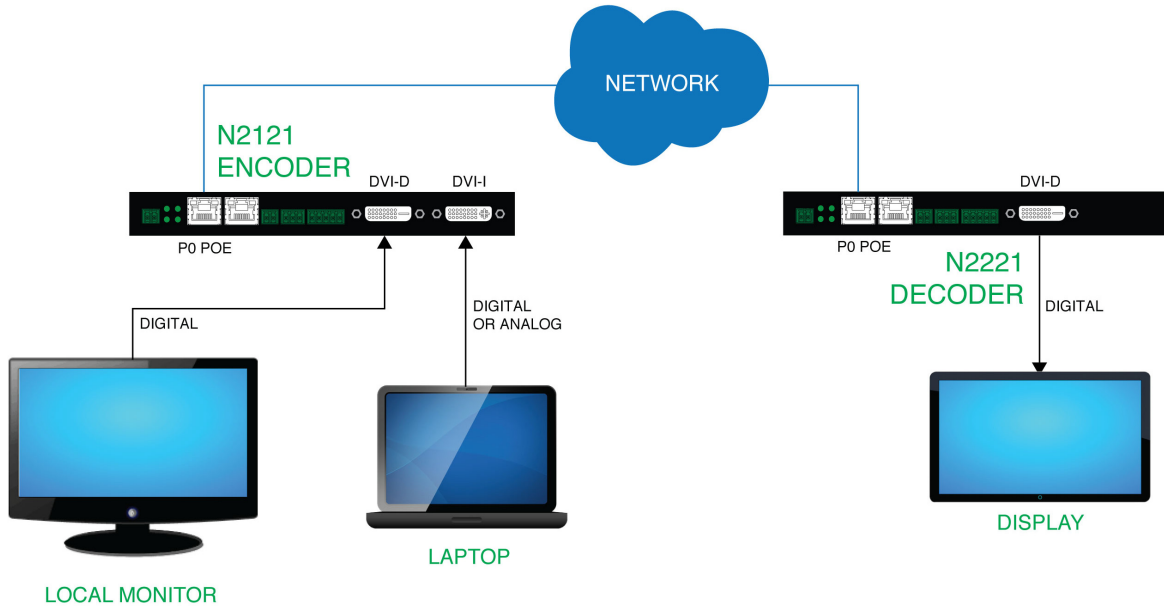 NETWORK
N2121
ENCODER
DVI-D
DVI-I
P0 POE
DIGITAL
DIGITAL
OR ANALOG
LOCAL MONITOR
LAPTOP
DVI-D
P0 POE
N2221
DECODER
DIGITAL
DISPLAY